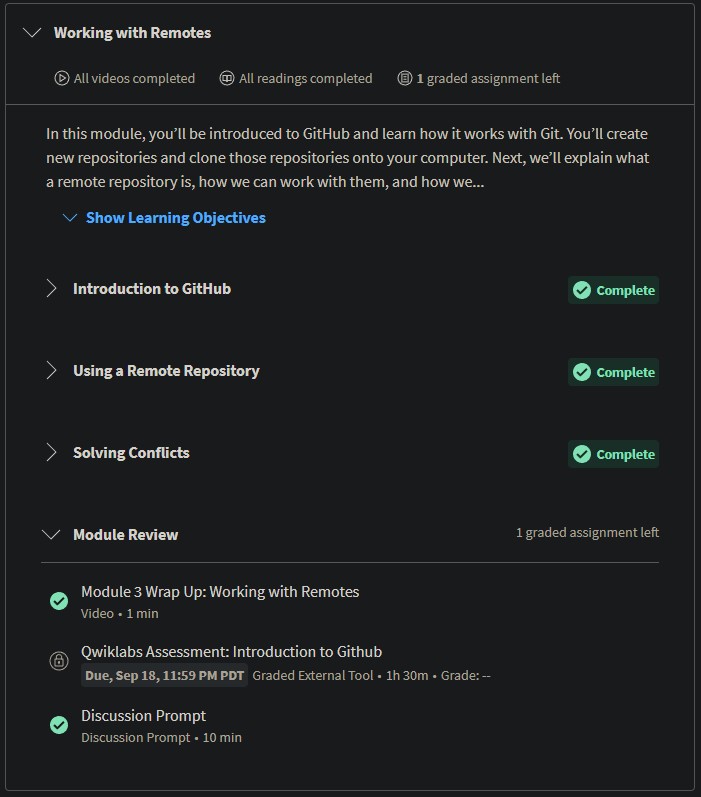 Working with Remotes
All videos completed All readings completed 1 graded assignment left
In this module, you’ll be introduced to GitHub and learn how it works with Git. You’ll create
new repositories and clone those repositories onto your computer. Next, we’ll explain what
a remote repository is, how we can work with them, and how we...
Show Learning Objectives
Introduction to GitHub Complete
Using a Remote Repository Complete
Solving Conflicts Complete
Module Review 1 graded assignment left
Module 3 Wrap Up: Working with Remotes
Video • 1 min
Qwiklabs Assessment: Introduction to Github
Due, Sep 18, 11:59 PM PDT Graded External Tool • 1h 30m • Grade: --
Discussion Prompt
Discussion Prompt • 10 min